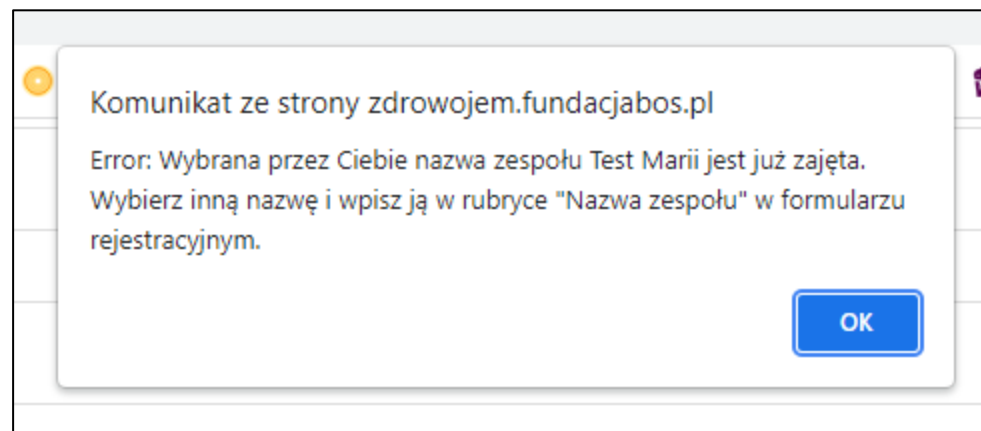 Komunikat ze strony zdrowojem.fundacjabos.pl
Error: Wybrana przez Ciebie nazwa zespołu Test Marii jest już zajęta.
Wybierz inną nazwę i wpisz ją w rubryce "Nazwa zespołu" w formularzu
rejestracyjnym.
OK